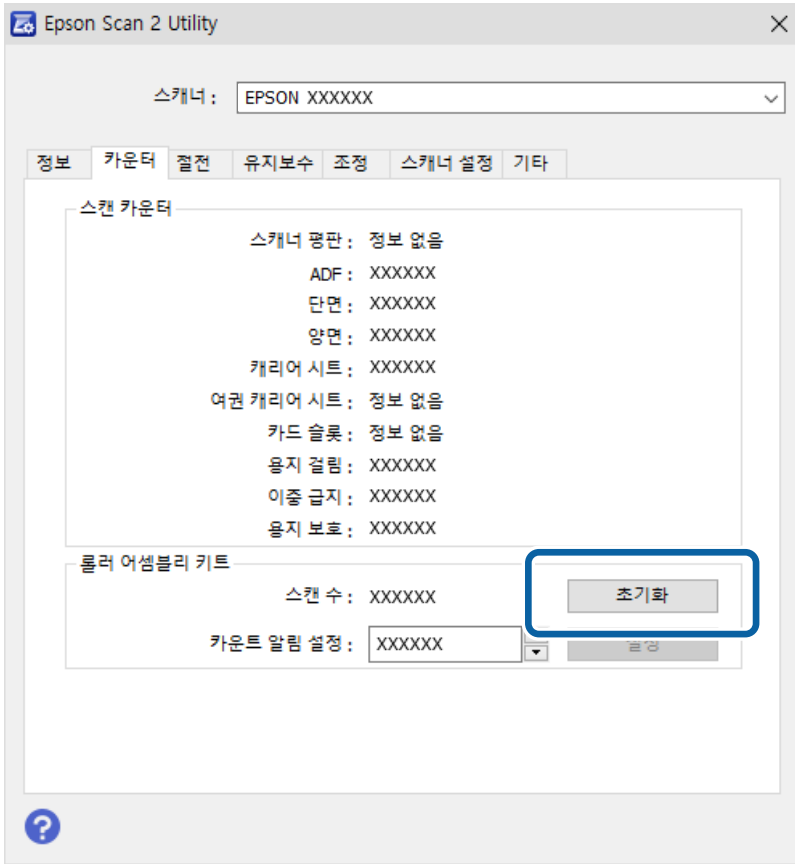 Epson Scan 2 Utility
스캐너 : EPSON XXXXXX
정보 카운터 절전 유지보수 조정 스캐너 설정 기타
스캔 카운터
스캐너 평판 : 정보 없음
ADF : XXXXXX
단면 : XXXXXX
양면 : XXXXXX
캐리어 시트 : XXXXXX
여권 캐리어 시트 : 정보 없음
카드 슬롯 : 정보 없음
용지 걸림 : XXXXXX
이중 급지 : XXXXXX
용지 보호 : XXXXXX
롤러 어셈블리 키트
스캔 수 : XXXXXX 초기화
카운트 알림 설정 : XXXXXX 설정